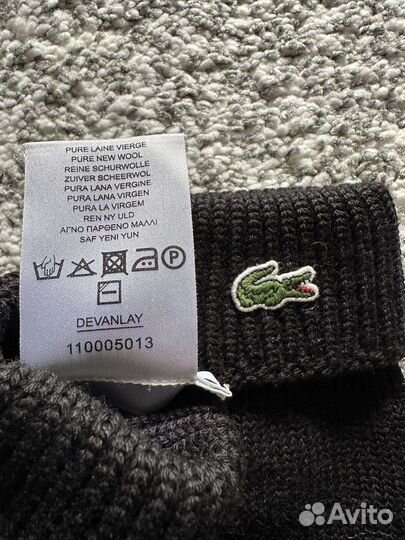 PURE LAINE VIERGE
PURE NEW WOOL
REINE SCHURWOLLE
ZUIVER SCHEERWOL
PURA LANA VERGINE
PURA LANA VIRGEN
PURA LA VIRGEM
REN NY ULD
ΑΓΝΟ ΠΑΡΘΕΝΟ ΜΑΛΛΙ
SAF YENI YUN
P
DEVANLAY
110005013
Avito